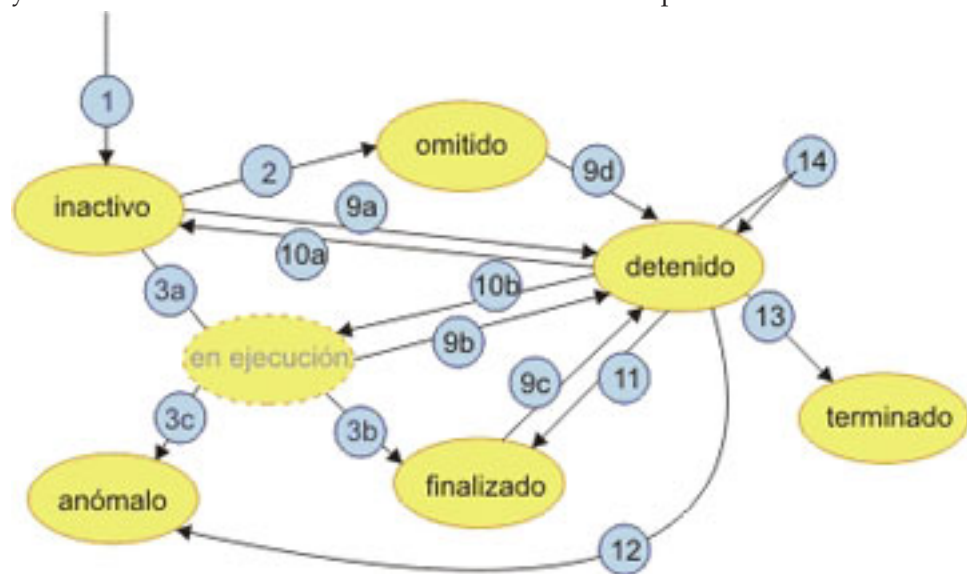 1
omitido
14
2
9d
inactivo
9a
10a
detenido
3a
10b
13
en ejecución
9b
9c
11
3c
3b
terminado
anómalo
finalizado
12